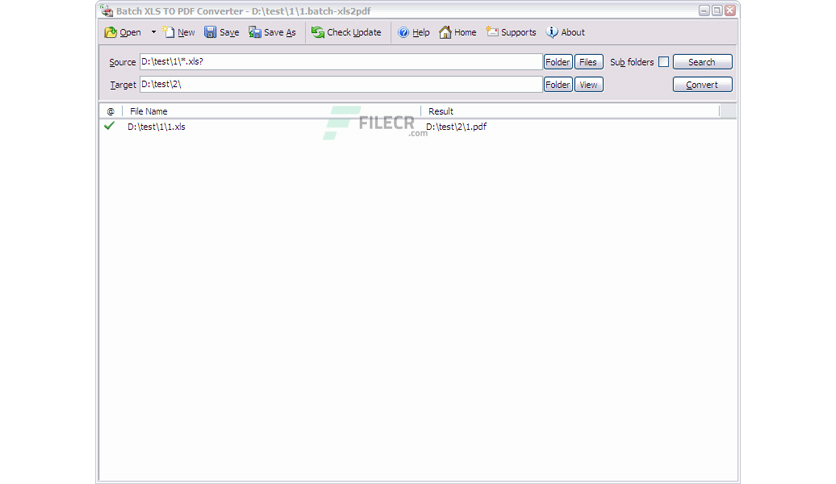 Batch XLS TO PDF Converter - D:\test\1\1.batch-xls2pdf
Open New Save Save As Check Update Help Home Supports About
Source D:\test\1\*.xls? Folder Files Sub folders Search
Target D:\test\2\ Folder View Convert
@ File Name Result
D:\test\1\1.xls D:\test\2\1.pdf
FILECR
.com